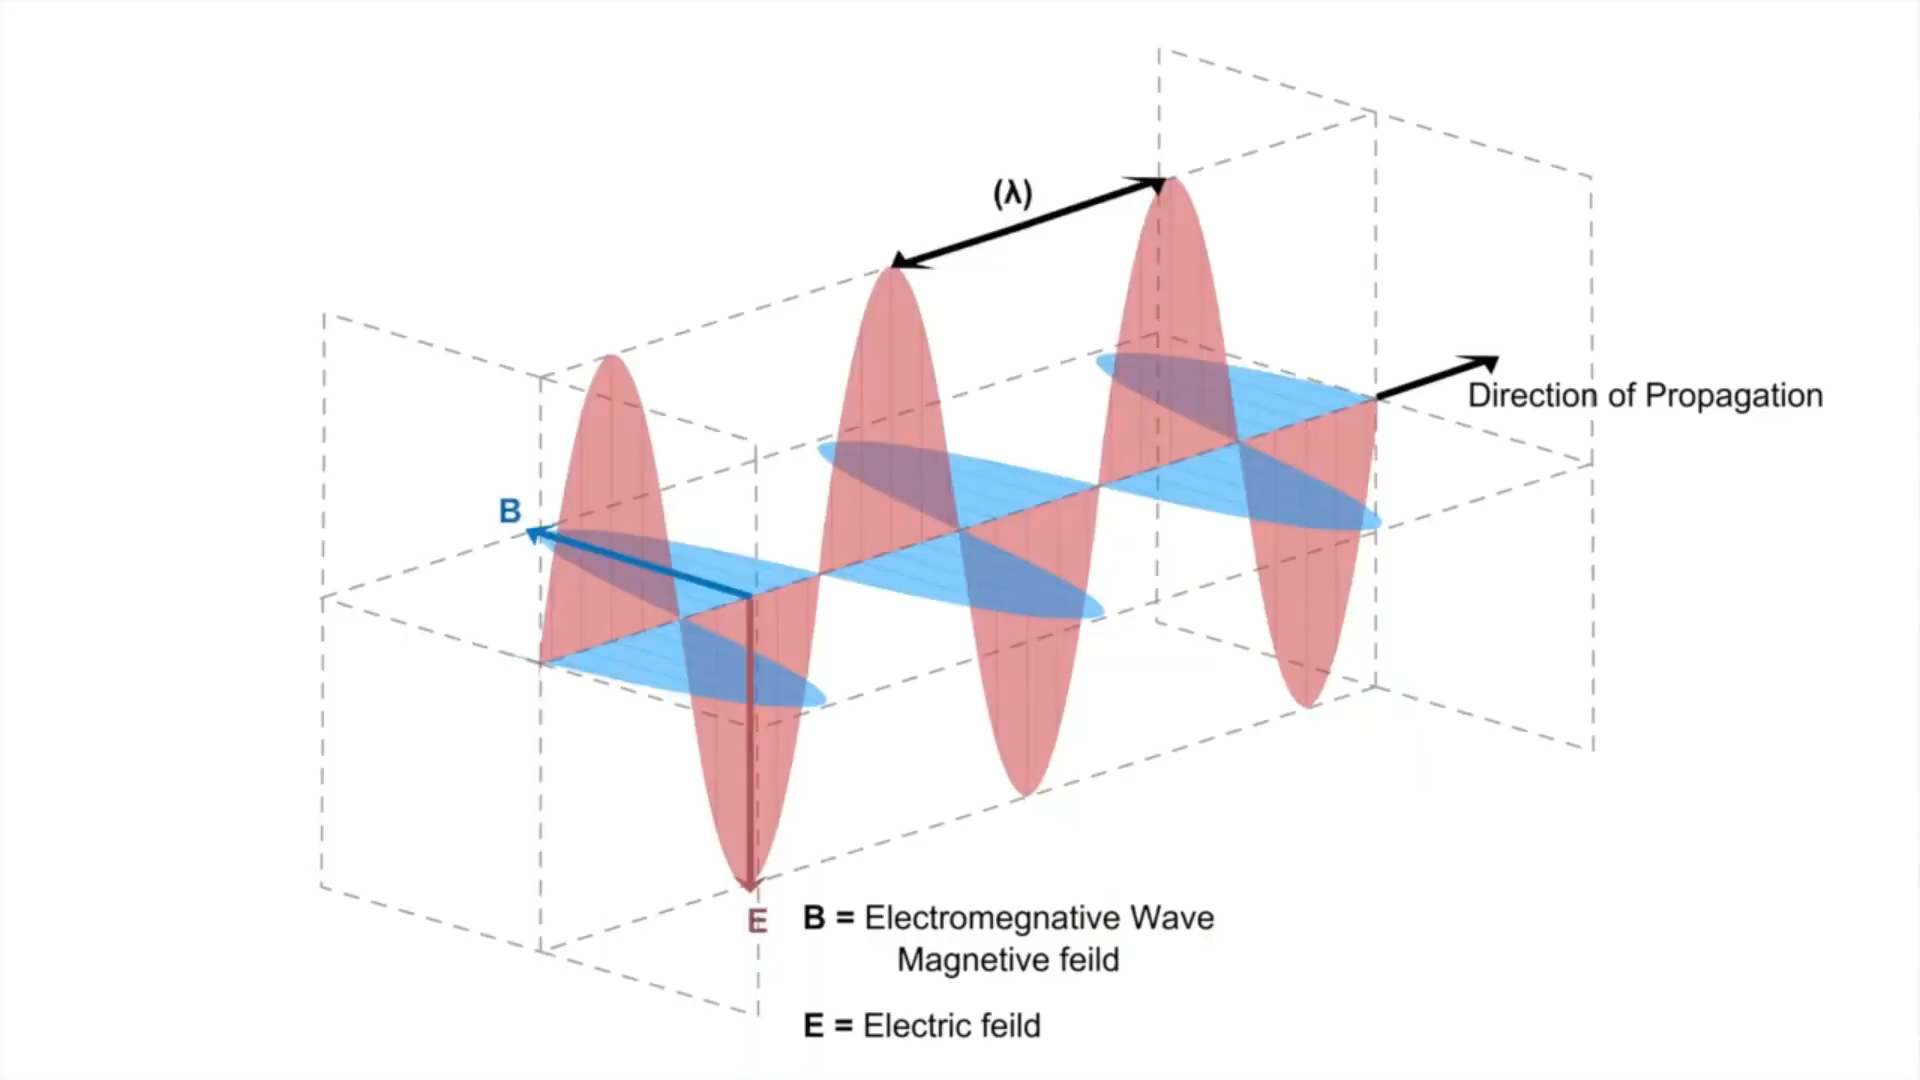 (λ)
Direction of Propagation
B
E
B = Electromegnative Wave
Magnetive feild
E = Electric feild